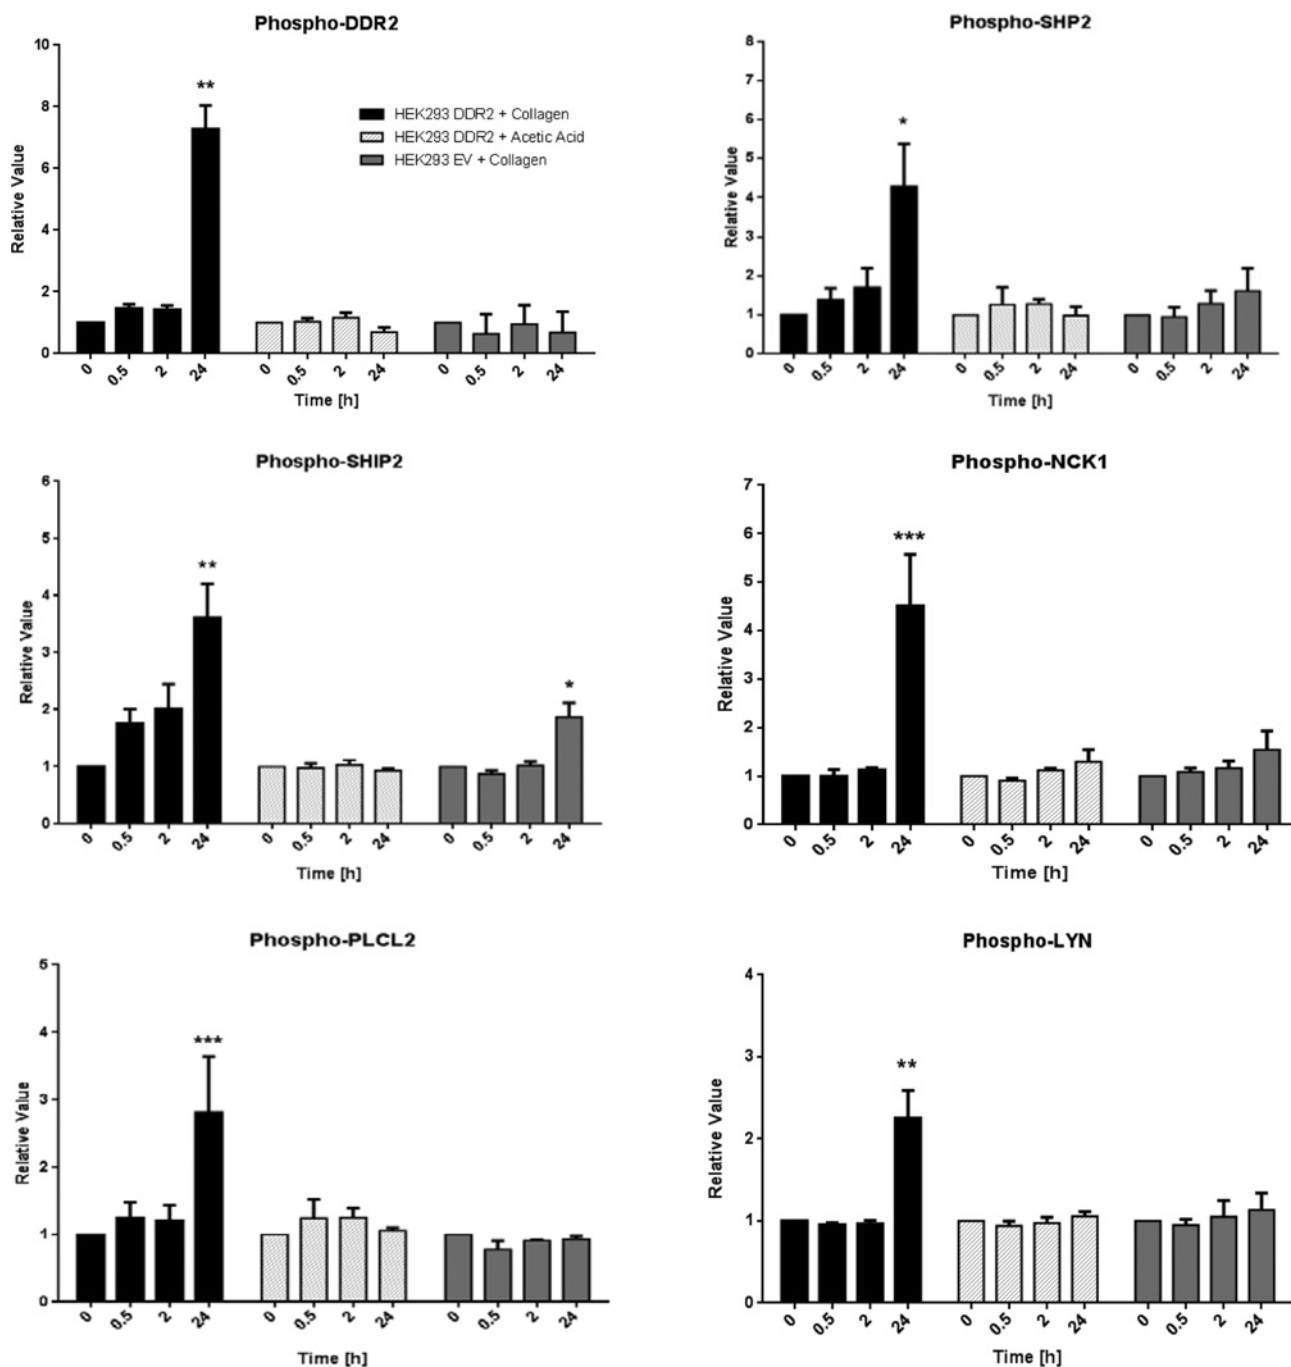 Phospho-DDR2
10
8
6
4
2
0
Relative Value
**
HEK293 DDR2 + Collagen
HEK293 DDR2 + Acetic Acid
HEK293 EV + Collagen
0 0.5 2 24 0 0.5 2 24 0 0.5 2 24
Time [h]
Phospho-SHP2
8
7
6
5
4
3
2
1
0
Relative Value
*
0 0.5 2 24 0 0.5 2 24 0 0.5 2 24
Time [h]
Phospho-SHIP2
6
5
4
3
2
1
0
Relative Value
**
*
0 0.5 2 24 0 0.5 2 24 0 0.5 2 24
Time [h]
Phospho-NCK1
7
6
5
4
3
2
1
0
Relative Value
***
0 0.5 2 24 0 0.5 2 24 0 0.5 2 24
Time [h]
Phospho-PLCL2
5
4
3
2
1
0
Relative Value
***
0 0.5 2 24 0 0.5 2 24 0 0.5 2 24
Time [h]
Phospho-LYN
4
3
2
1
0
Relative Value
**
0 0.5 2 24 0 0.5 2 24 0 0.5 2 24
Time [h]